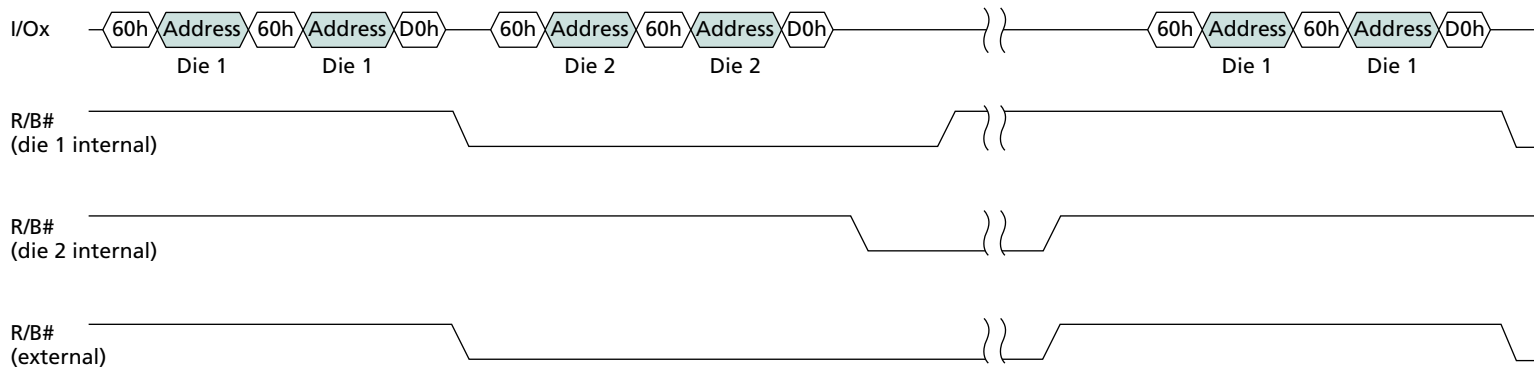 I/Ox 60h Address 60h Address D0h 60h Address 60h Address D0h 60h Address 60h Address D0h
Die 1 Die 1 Die 2 Die 2 Die 1 Die 1
R/B#
(die 1 internal)
R/B#
(die 2 internal)
R/B#
(external)